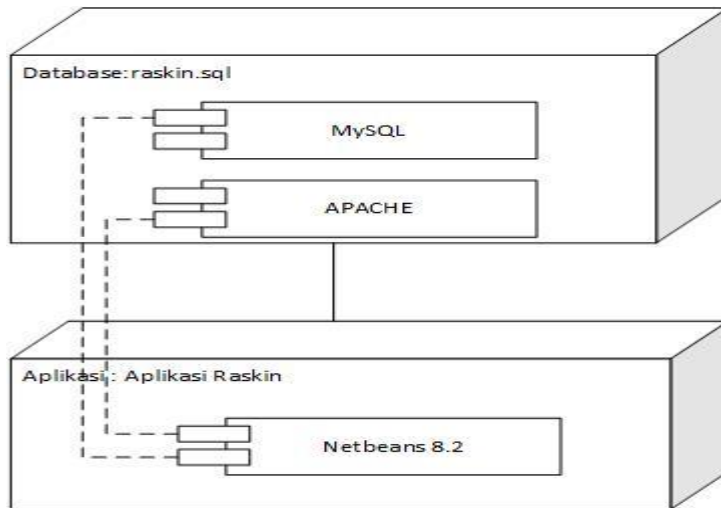 Database:raskin.sql
MySQL
APACHE
Aplikasi : Aplikasi Raskin
Netbeans 8.2